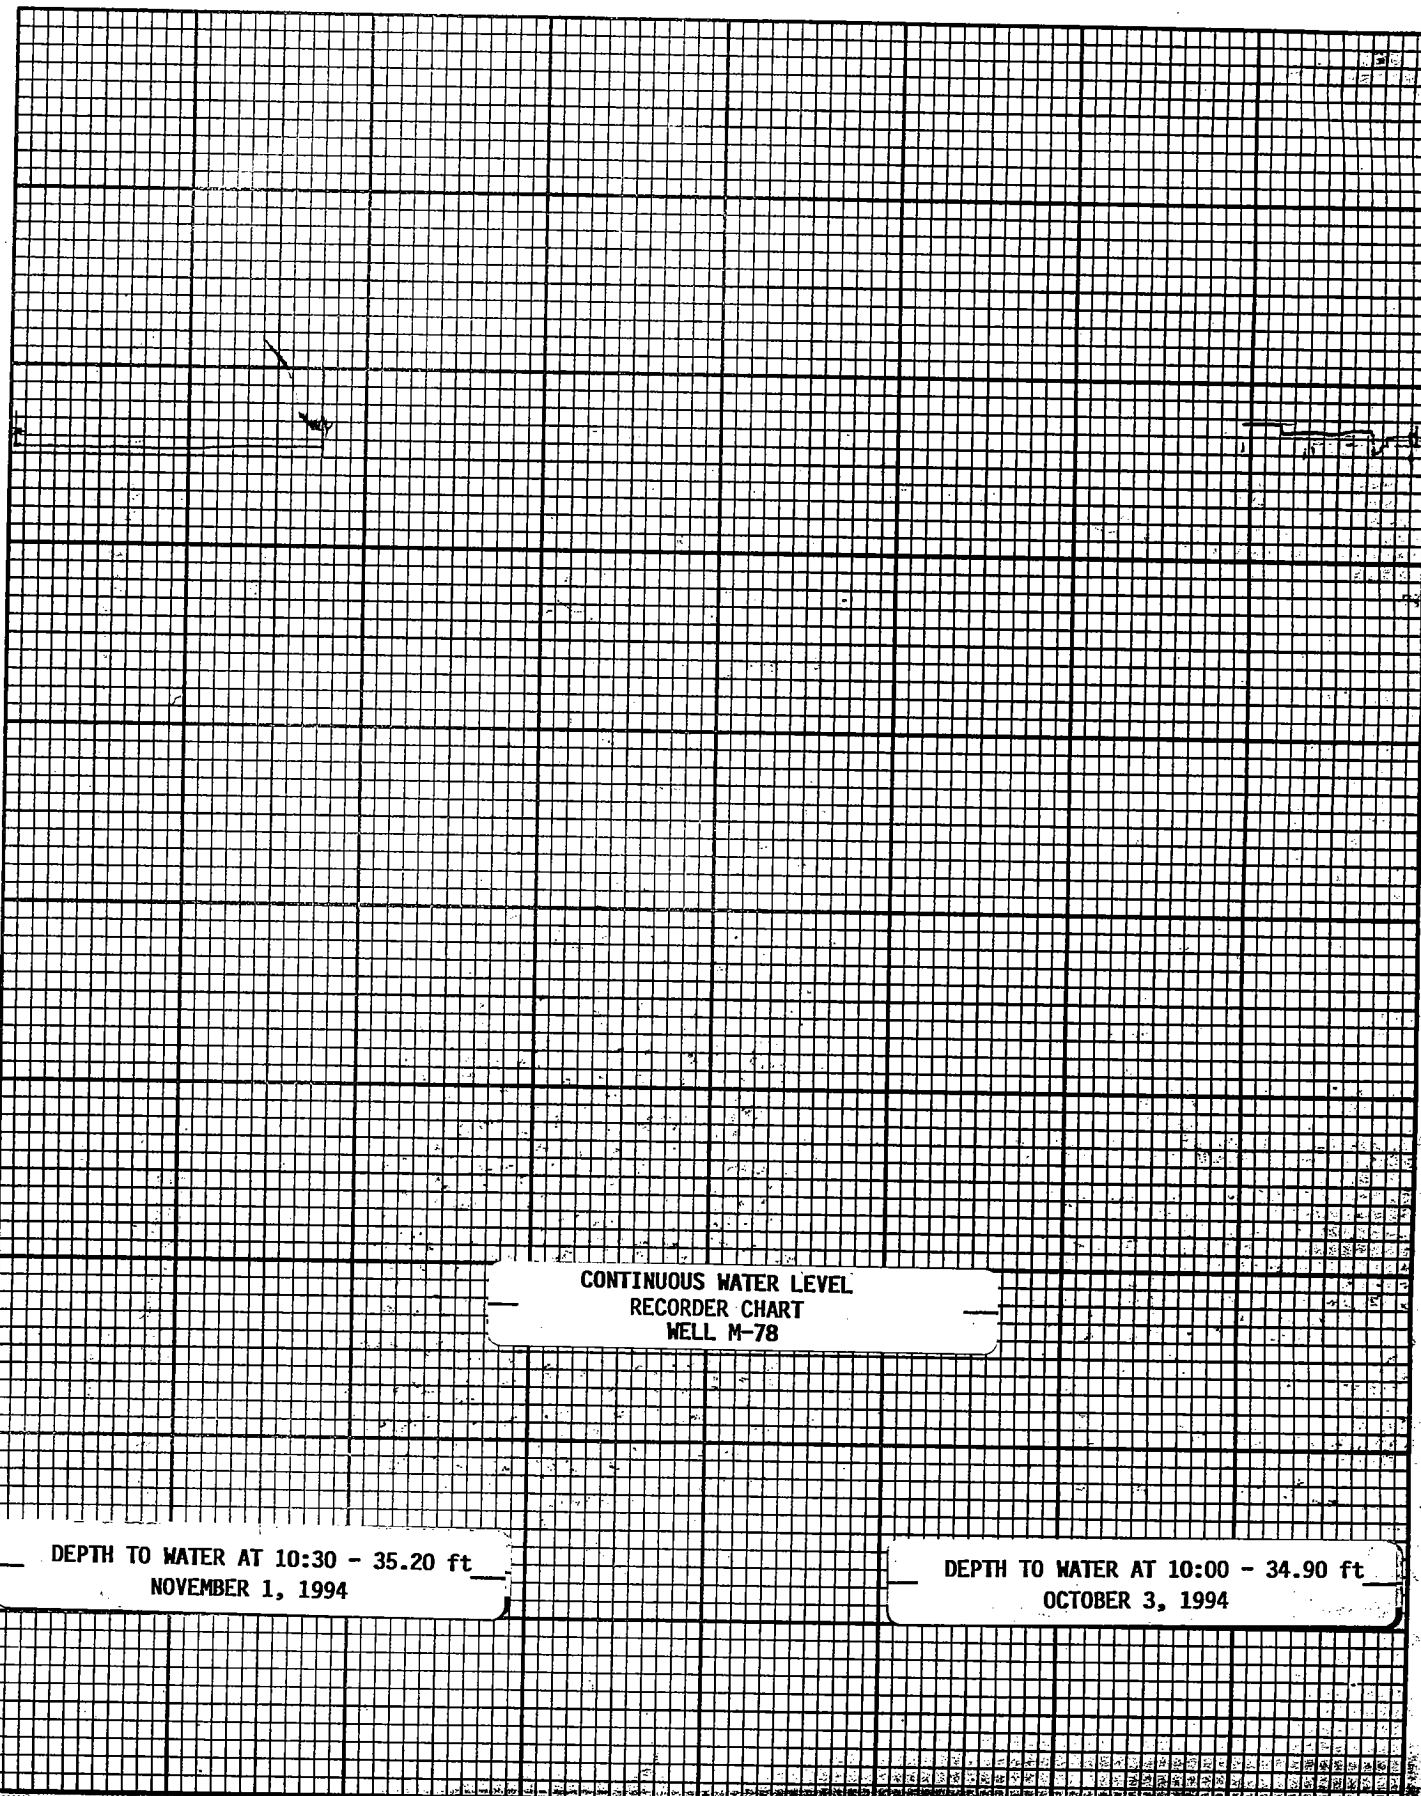 CONTINUOUS WATER LEVEL
RECORDER CHART
WELL M-78
DEPTH TO WATER AT 10:30 - 35.20 ft
NOVEMBER 1, 1994
DEPTH TO WATER AT 10:00 - 34.90 ft
OCTOBER 3, 1994